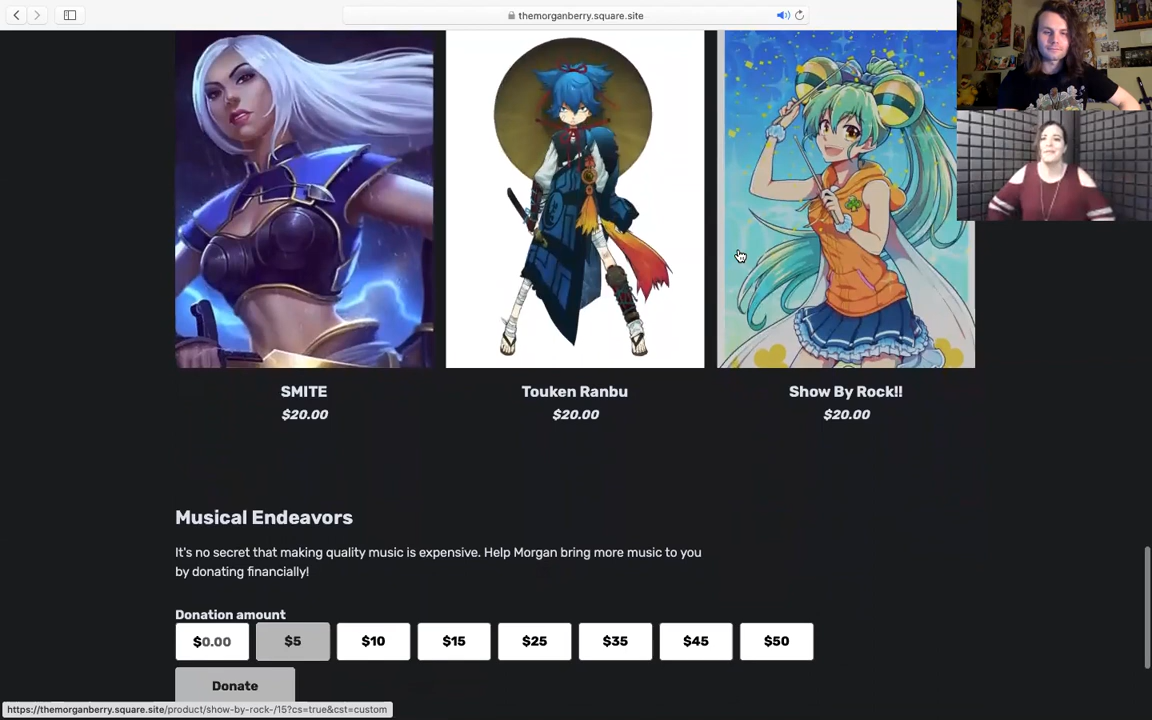 themorganberry.square.site
SMITE
$20.00
Touken Ranbu
$20.00
Show By Rock!!
$20.00
Musical Endeavors
It's no secret that making quality music is expensive. Help Morgan bring more music to you
by donating financially!
Donation amount
$0.00 $5 $10 $15 $25 $35 $45 $50
Donate
https://themorganberry.square.site/product/show-by-rock-/15?cs=true&cst=custom